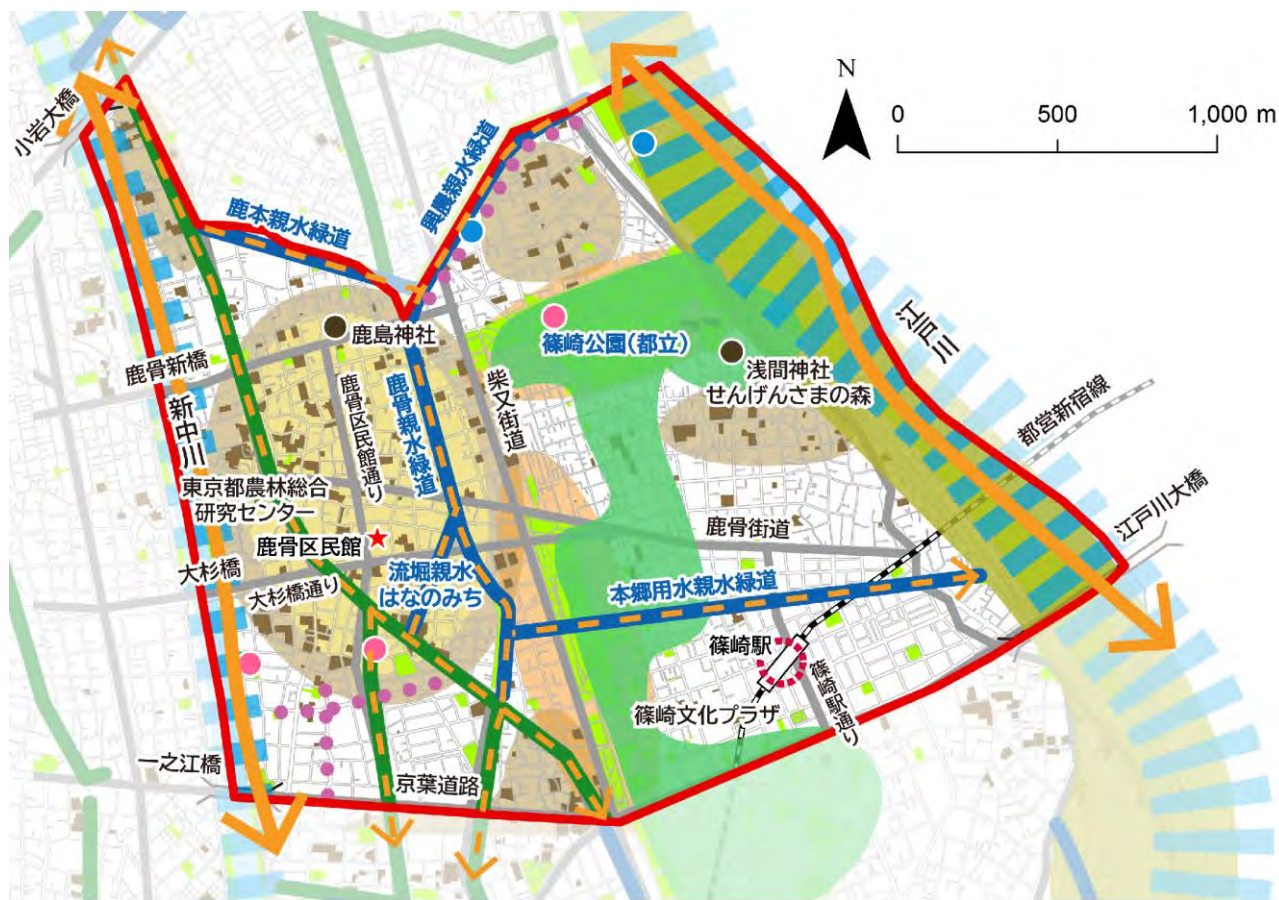 N
0 500 1,000 m
小岩大橋
鹿本親水緑道
興農親水緑道
江戸川
鹿島神社
篠崎公園（都立）
浅間神社
せんげんさまの森
鹿骨新橋
新中川
鹿骨区民館通り
鹿骨親水緑道
柴又街道
都営新宿線
江戸川大橋
東京都農林総合
研究センター
鹿骨区民館
鹿骨街道
大杉橋
大杉橋通り
流堀親水
はなのみち
本郷用水親水緑道
篠崎駅
篠崎駅通り
篠崎文化プラザ
一之江橋
京葉道路